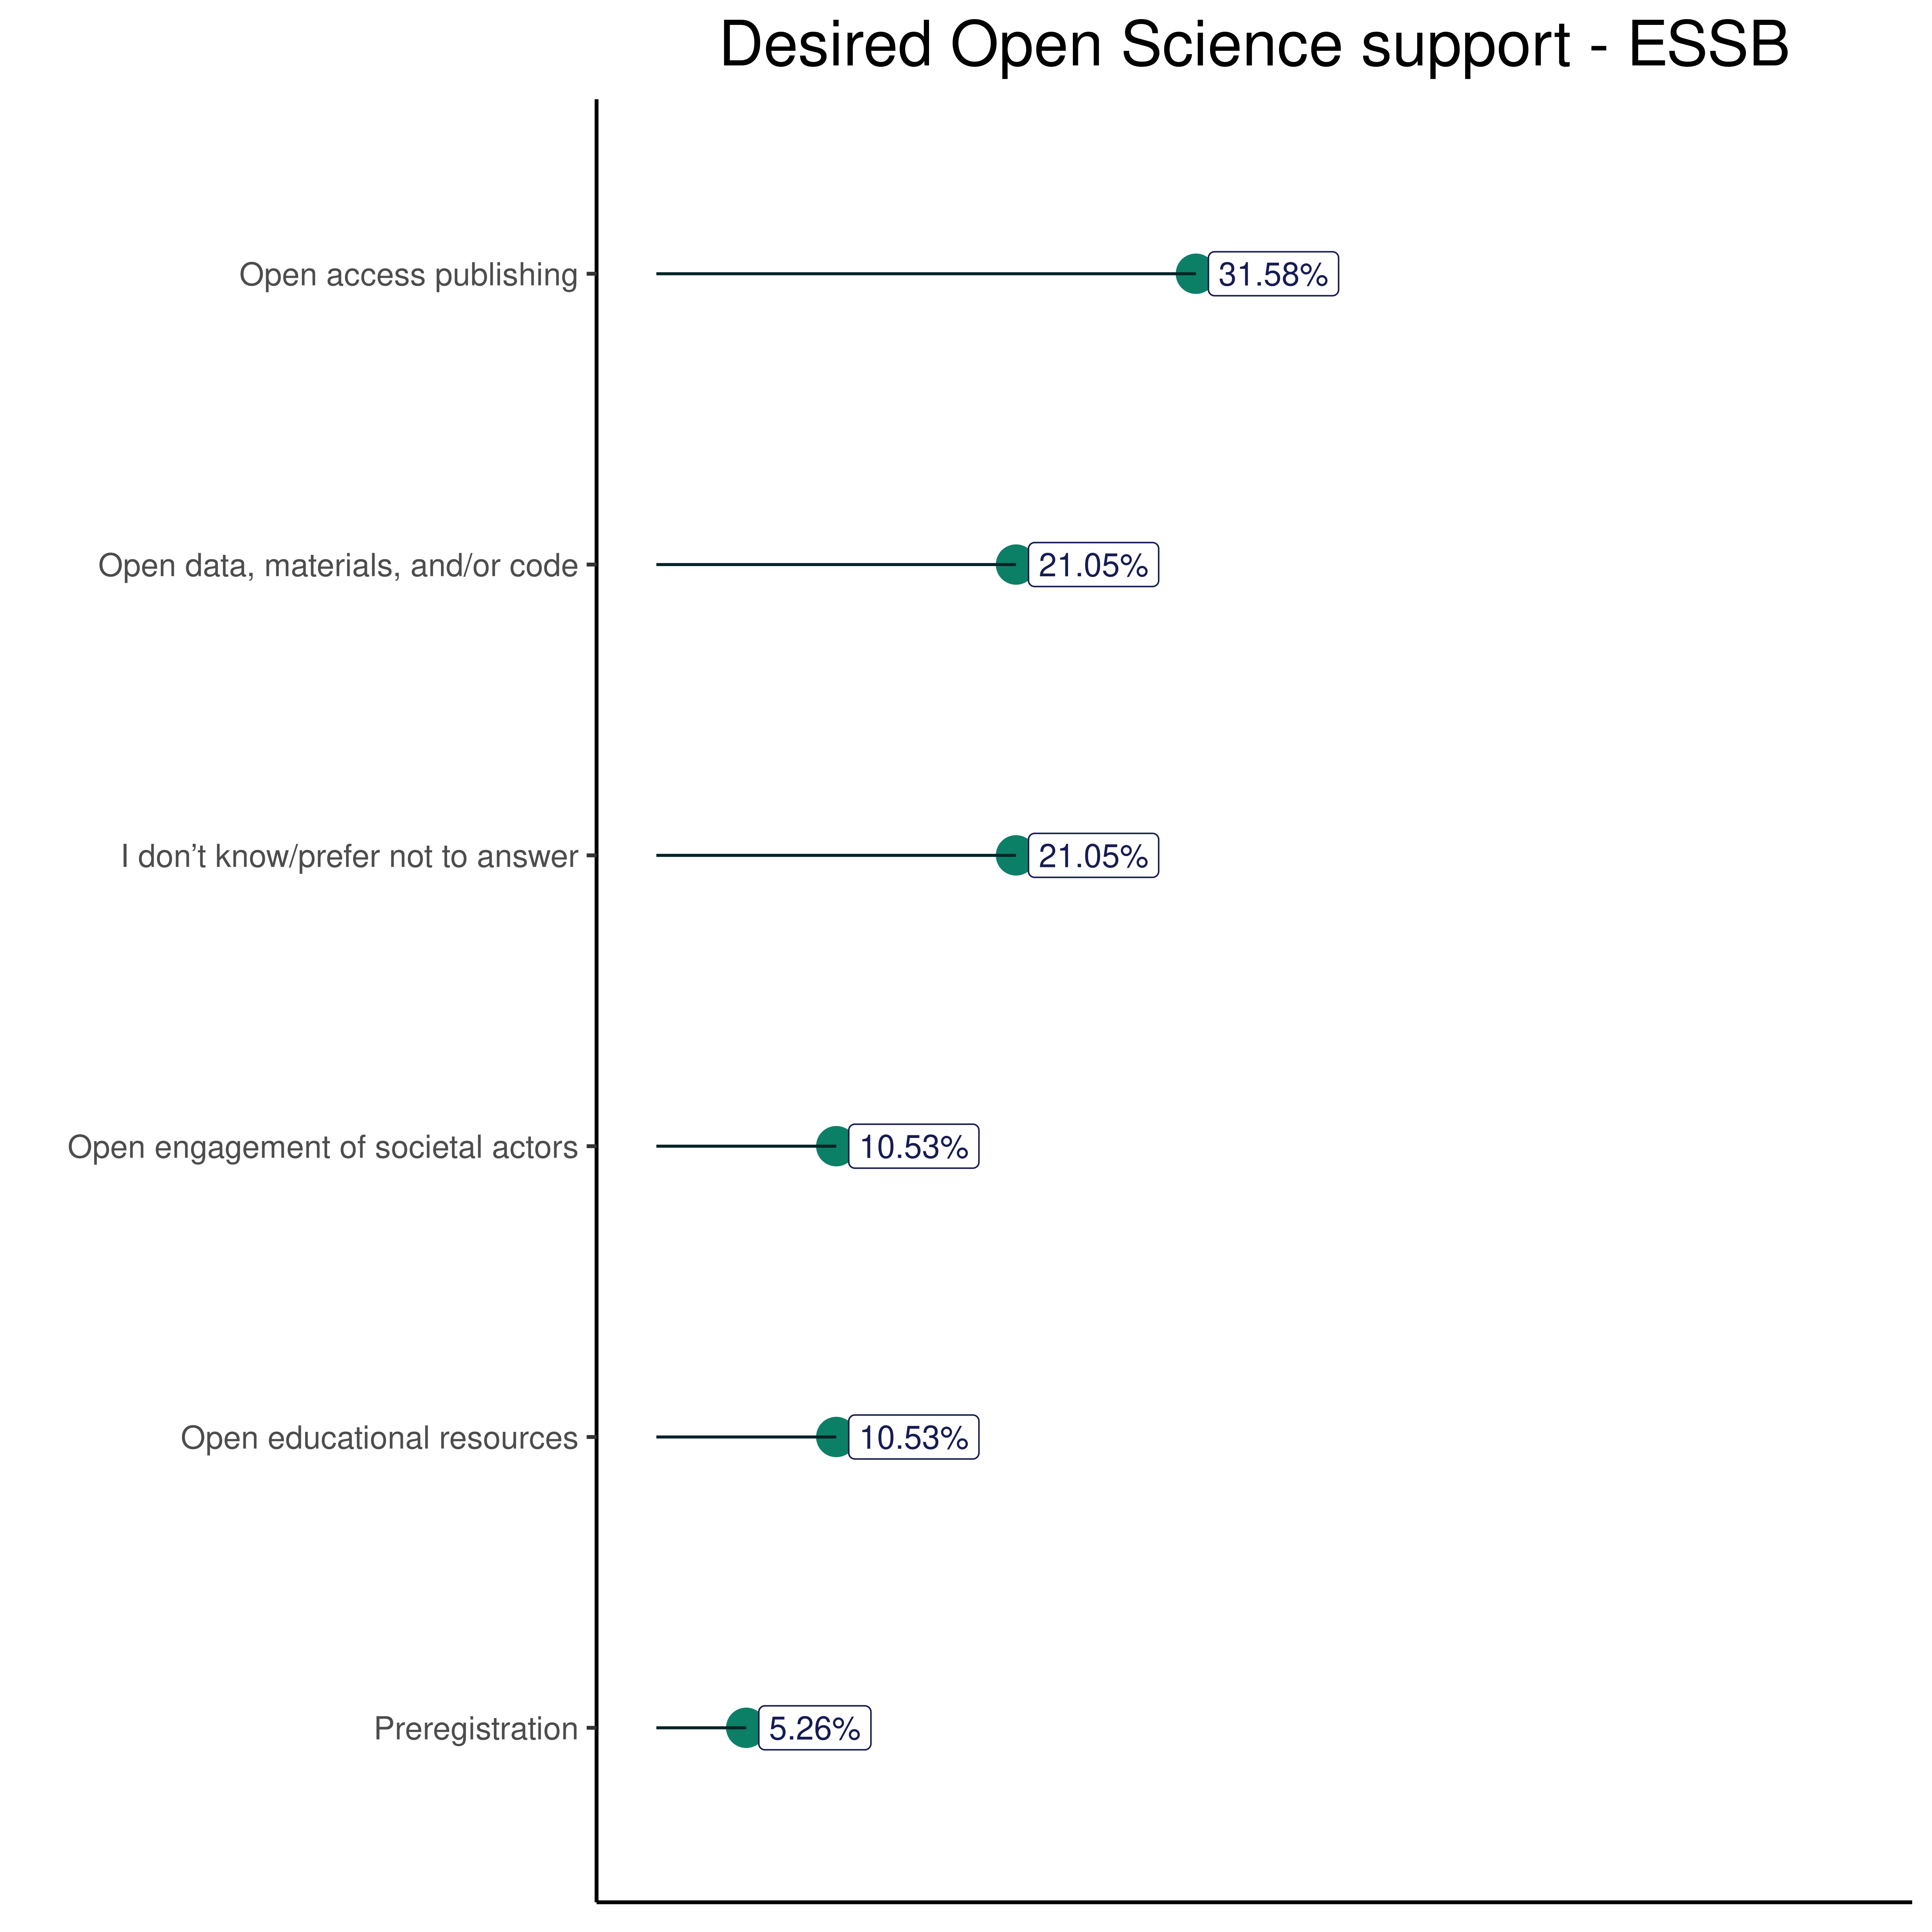 Desired Open Science support - ESSB
Open access publishing
31.58%
Open data, materials, and/or code
21.05%
I don’t know/prefer not to answer
21.05%
Open engagement of societal actors
10.53%
Open educational resources
10.53%
Preregistration
5.26%